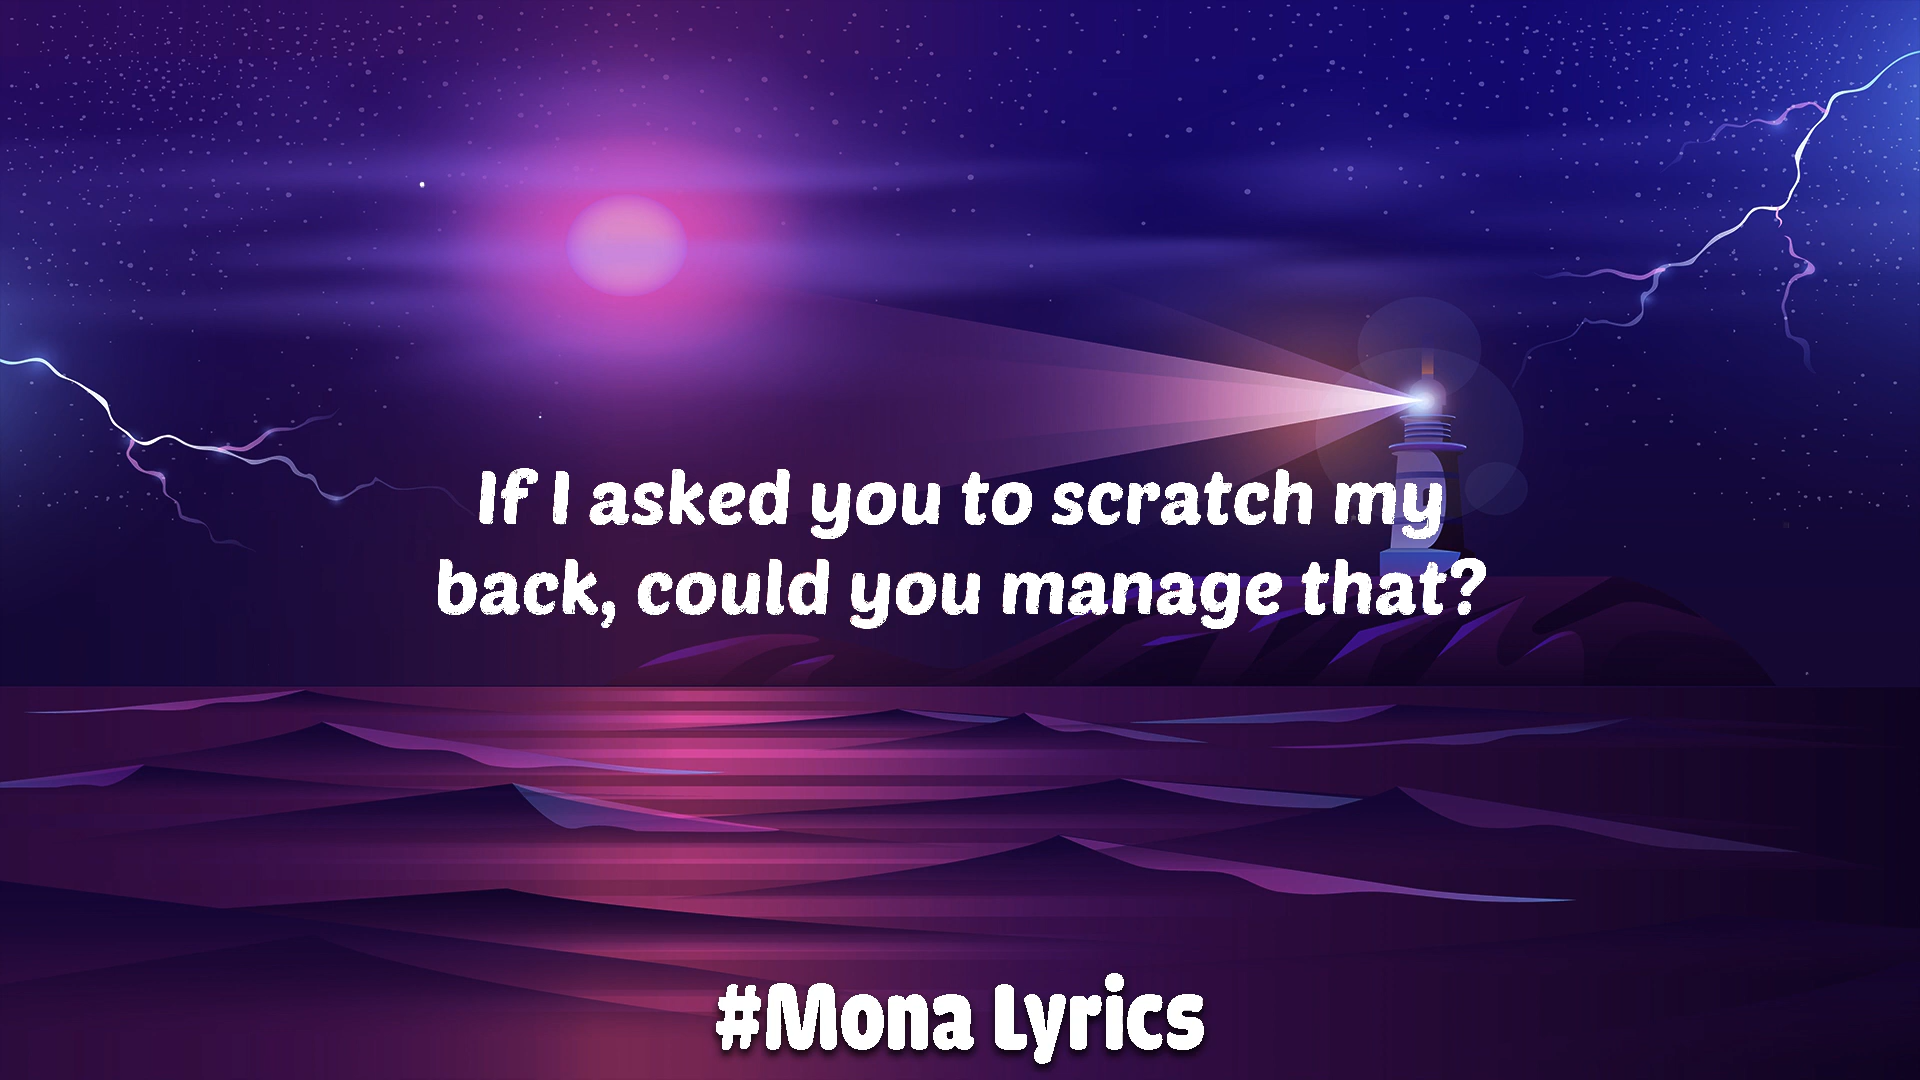 If I asked you to scratch my
back, could you manage that?
#Mona Lyrics